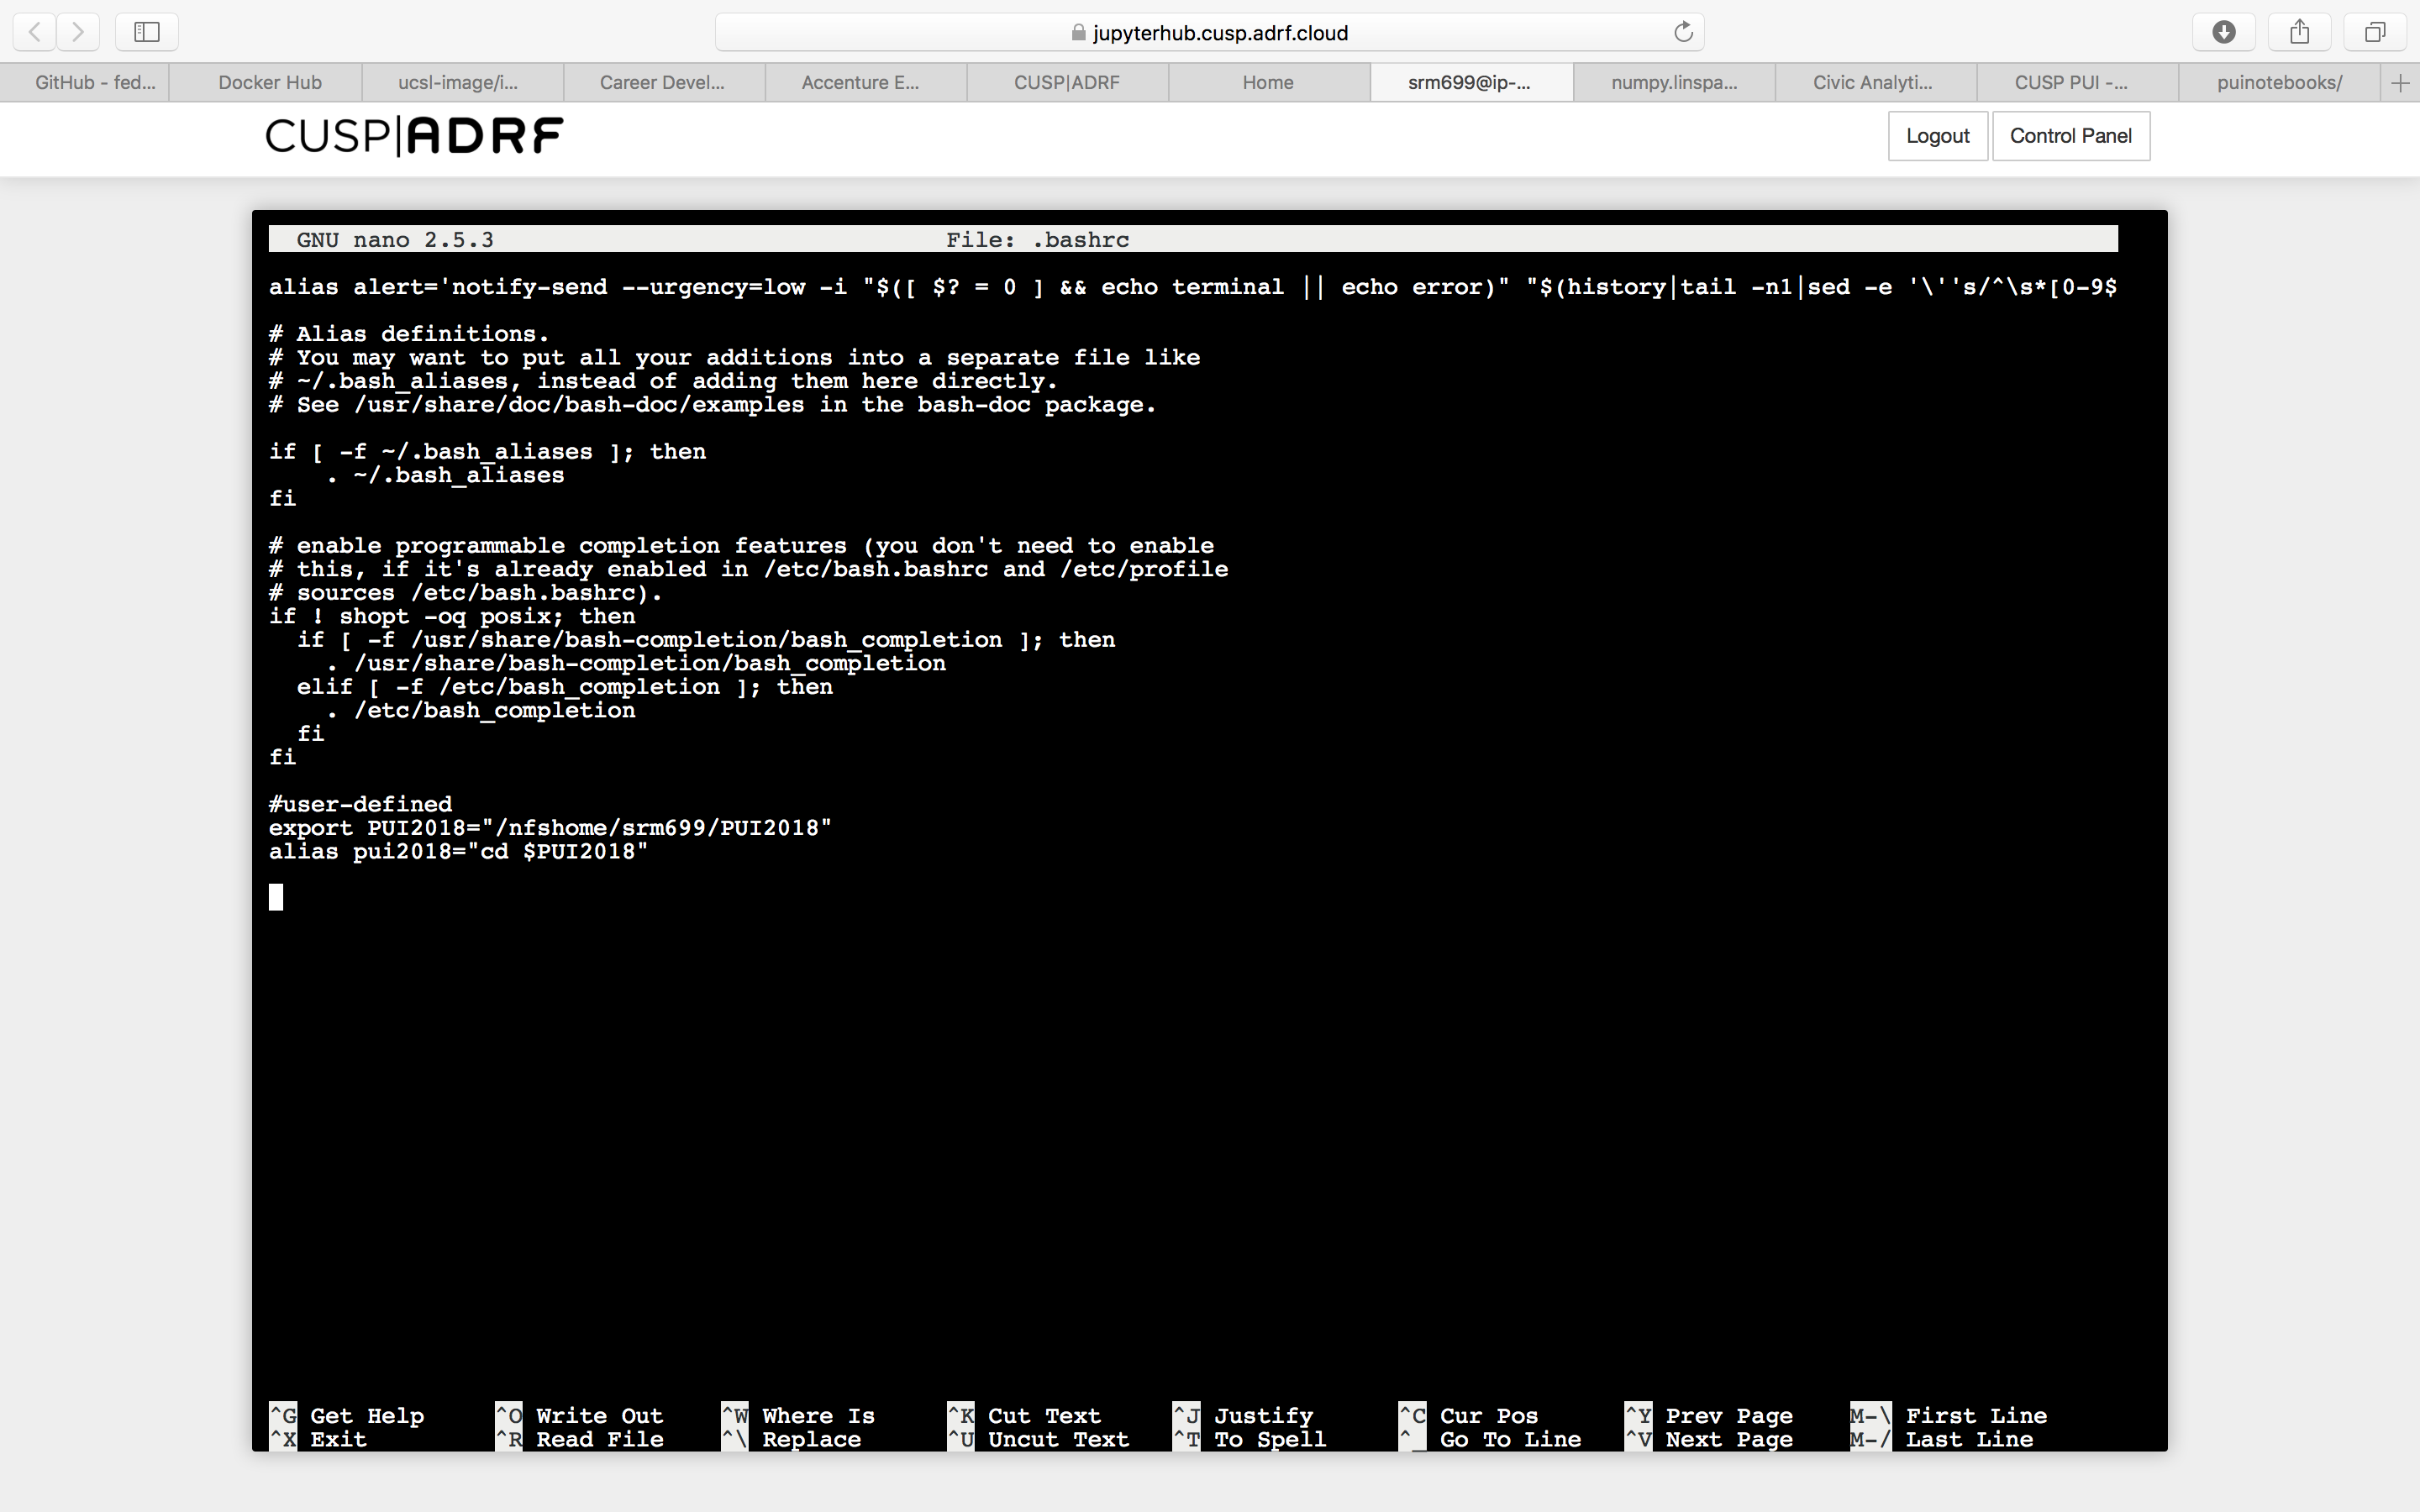 jupyterhub.cusp.adrf.cloud
GitHub - fed... Docker Hub ucsl-image/i... Career Devel... Accenture E... CUSP|ADRF Home srm699@ip-... numpy.linspa... Civic Analyti... CUSP PUI -... puinotebooks/
CUSP|ADRF Logout Control Panel
GNU nano 2.5.3 File: .bashrc
alias alert='notify-send --urgency=low -i "$([ $? = 0 ] && echo terminal || echo error)" "$(history|tail -n1|sed -e '\''s/^\s*[0-9$
# Alias definitions.
# You may want to put all your additions into a separate file like
# ~/.bash_aliases, instead of adding them here directly.
# See /usr/share/doc/bash-doc/examples in the bash-doc package.
if [ -f ~/.bash_aliases ]; then
    . ~/.bash_aliases
fi
# enable programmable completion features (you don't need to enable
# this, if it's already enabled in /etc/bash.bashrc and /etc/profile
# sources /etc/bash.bashrc).
if ! shopt -oq posix; then
  if [ -f /usr/share/bash-completion/bash_completion ]; then
    . /usr/share/bash-completion/bash_completion
  elif [ -f /etc/bash_completion ]; then
    . /etc/bash_completion
  fi
fi
#user-defined
export PUI2018="/nfshome/srm699/PUI2018"
alias pui2018="cd $PUI2018"
^G Get Help ^O Write Out ^W Where Is ^K Cut Text ^J Justify ^C Cur Pos ^Y Prev Page M-\ First Line
^X Exit ^R Read File ^\ Replace ^U Uncut Text ^T To Spell ^_ Go To Line ^V Next Page M-/ Last Line